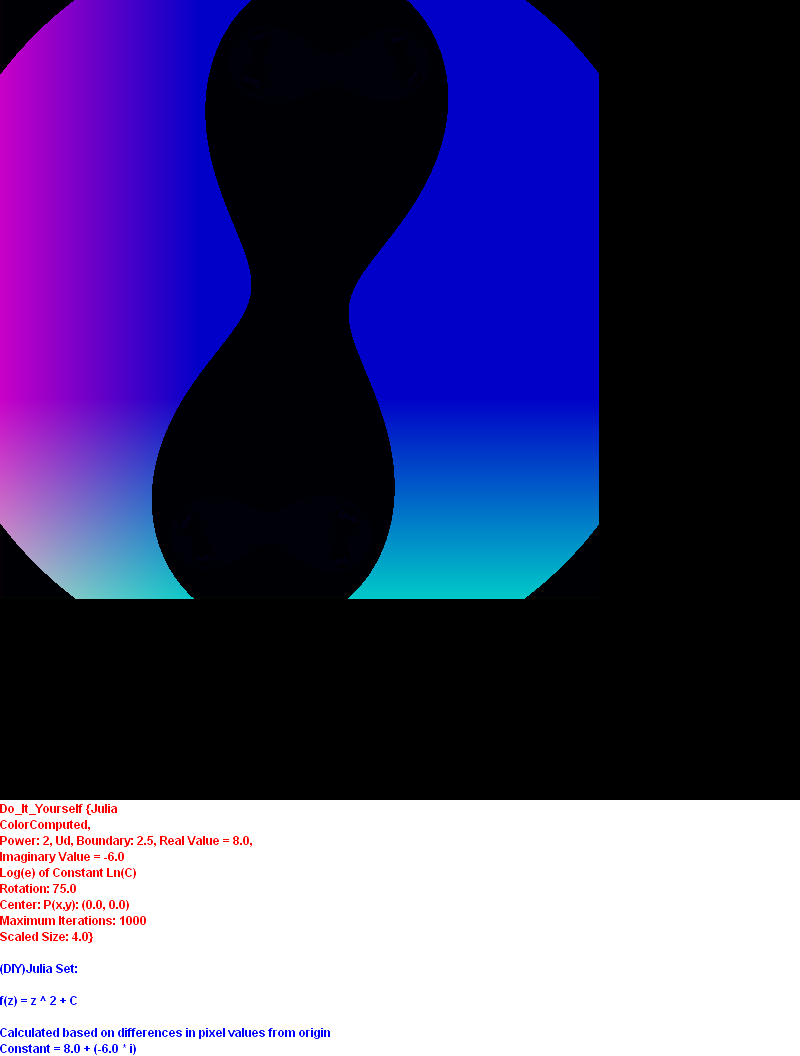 Do_It_Yourself {Julia
ColorComputed,
Power: 2, Ud, Boundary: 2.5, Real Value = 8.0,
Imaginary Value = -6.0
Log(e) of Constant Ln(C)
Rotation: 75.0
Center: P(x,y): (0.0, 0.0)
Maximum Iterations: 1000
Scaled Size: 4.0}
(DIY)Julia Set:
f(z) = z ^ 2 + C
Calculated based on differences in pixel values from origin
Constant = 8.0 + (-6.0 * i)